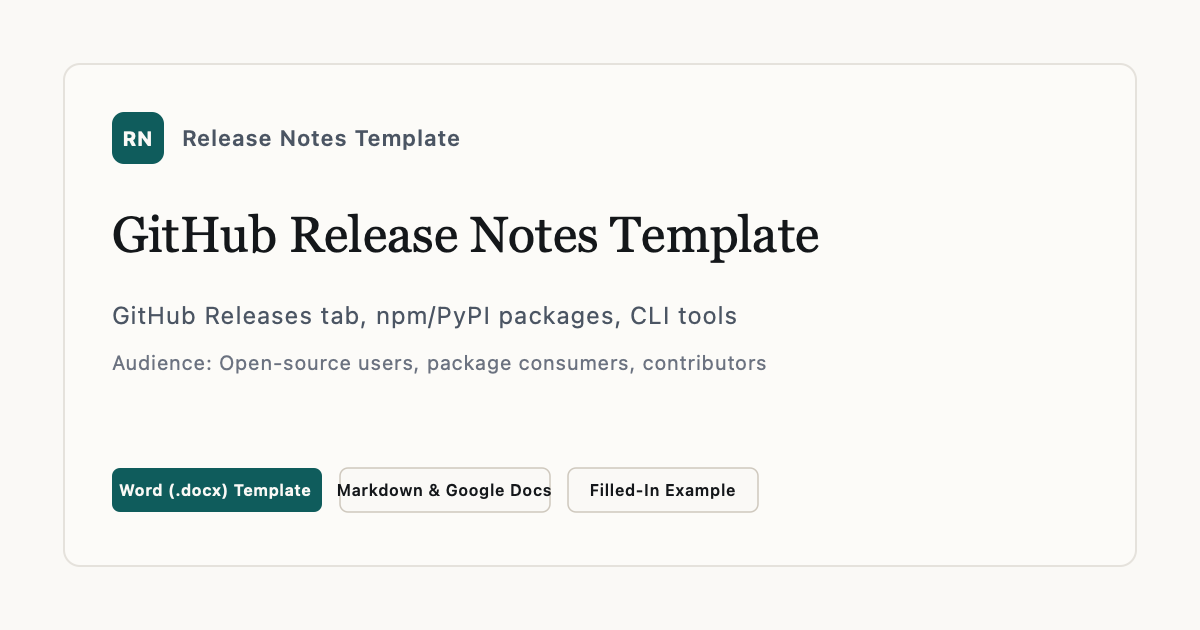 RN
Release Notes Template
GitHub Release Notes Template
GitHub Releases tab, npm/PyPI packages, CLI tools
Audience: Open-source users, package consumers, contributors
Word (.docx) Template
Markdown & Google Docs
Filled-In Example